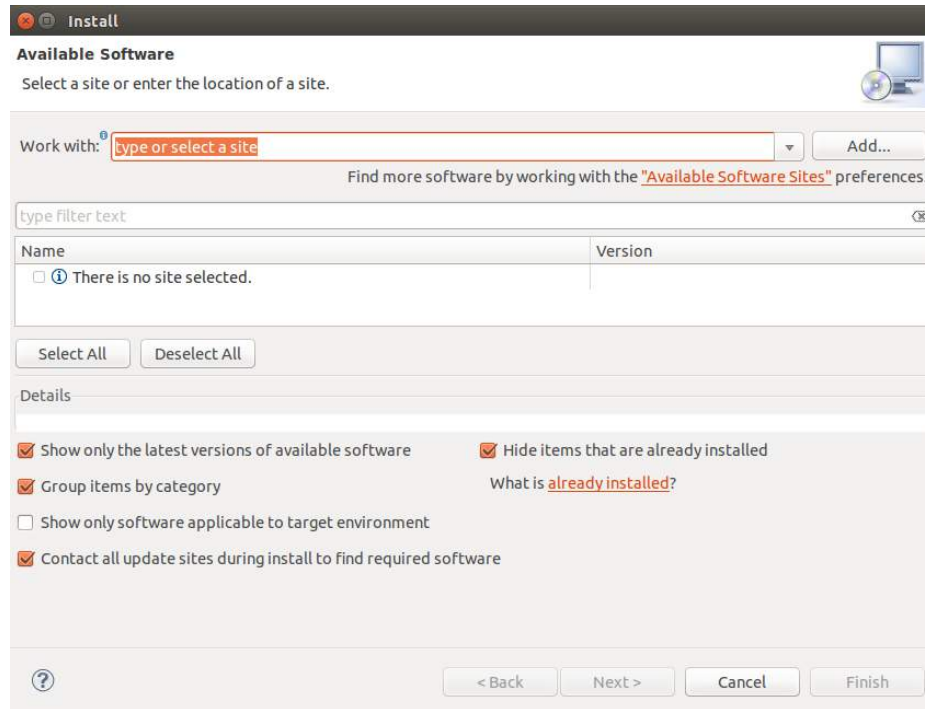 Install
Available Software
Select a site or enter the location of a site.
Work with: type or select a site Add...
Find more software by working with the "Available Software Sites" preferences
type filter text
Name Version
There is no site selected.
Select All Deselect All
Details
Show only the latest versions of available software Hide items that are already installed
Group items by category What is already installed?
Show only software applicable to target environment
Contact all update sites during install to find required software
? < Back Next > Cancel Finish